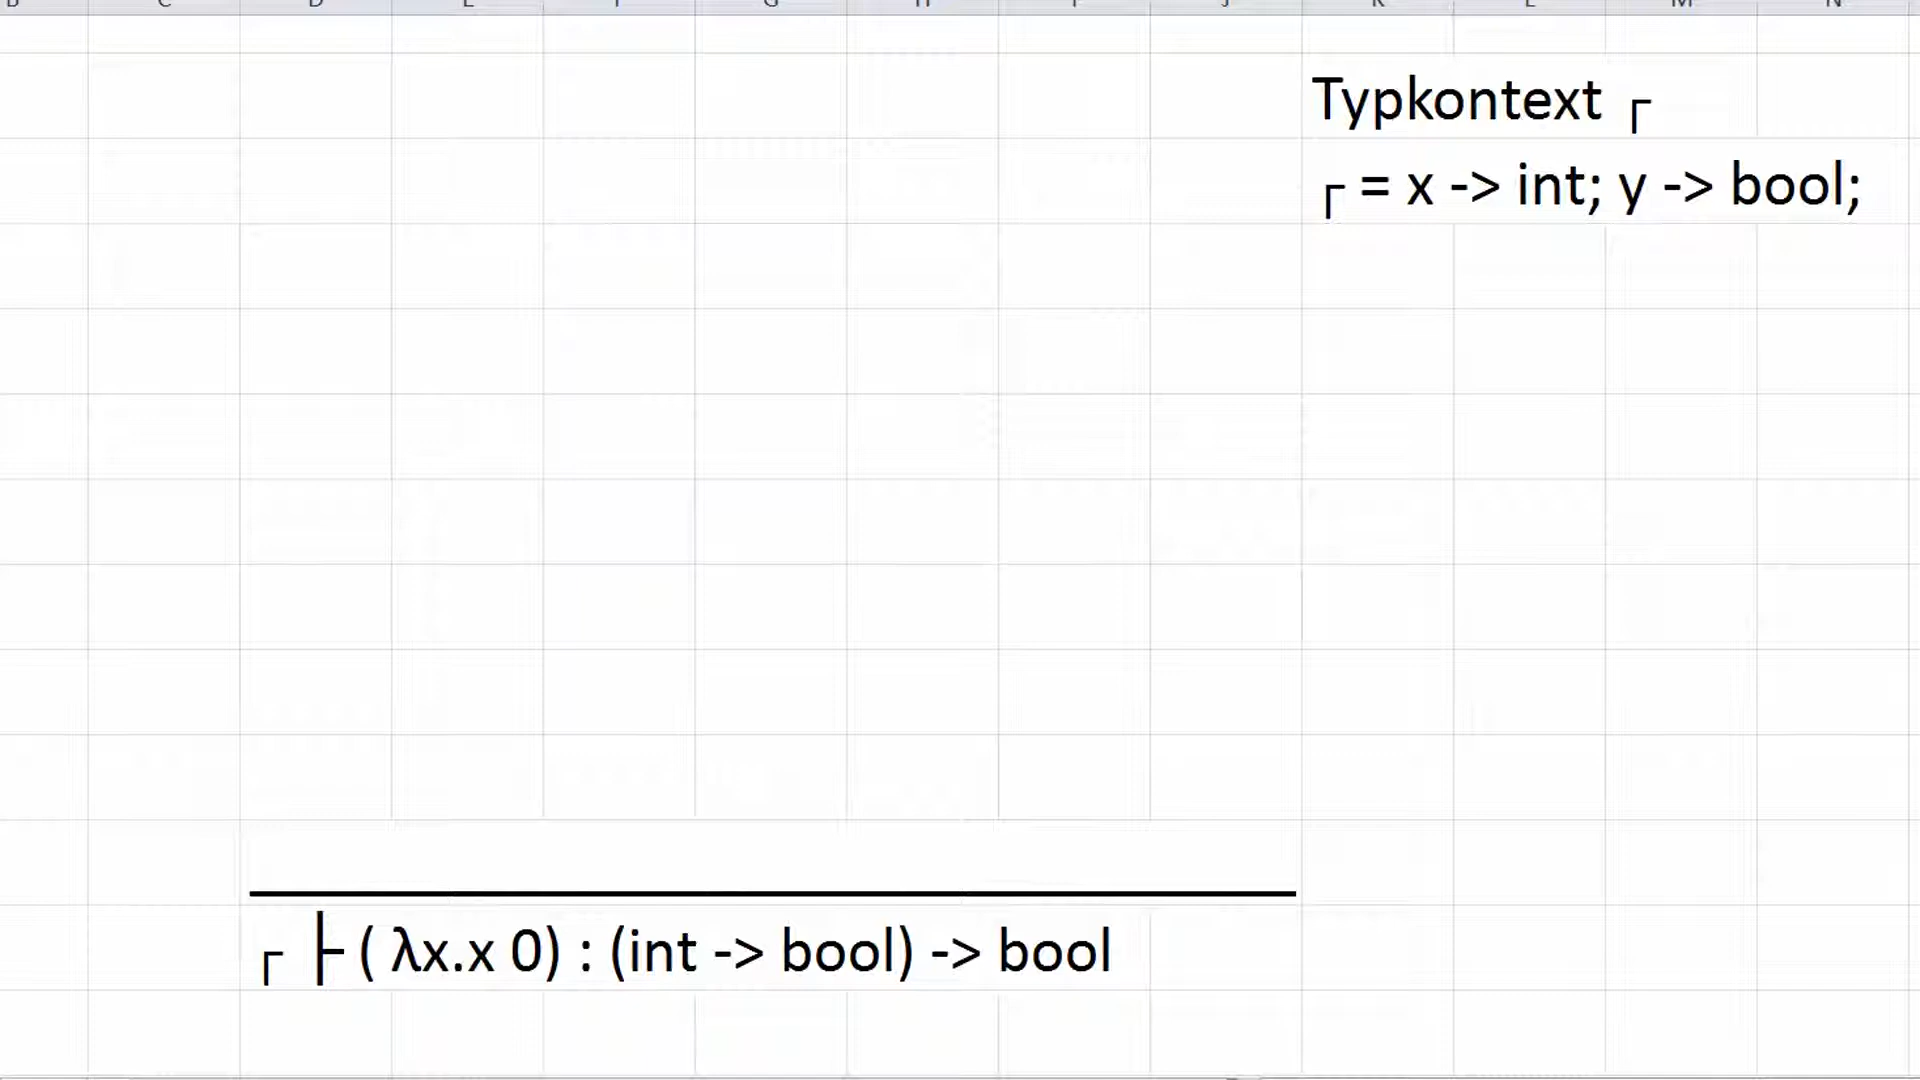 B C D E F G H I J K L M N
Typkontext ┌
┌ = x -> int; y -> bool;
┌ ├ ( λx.x 0) : (int -> bool) -> bool